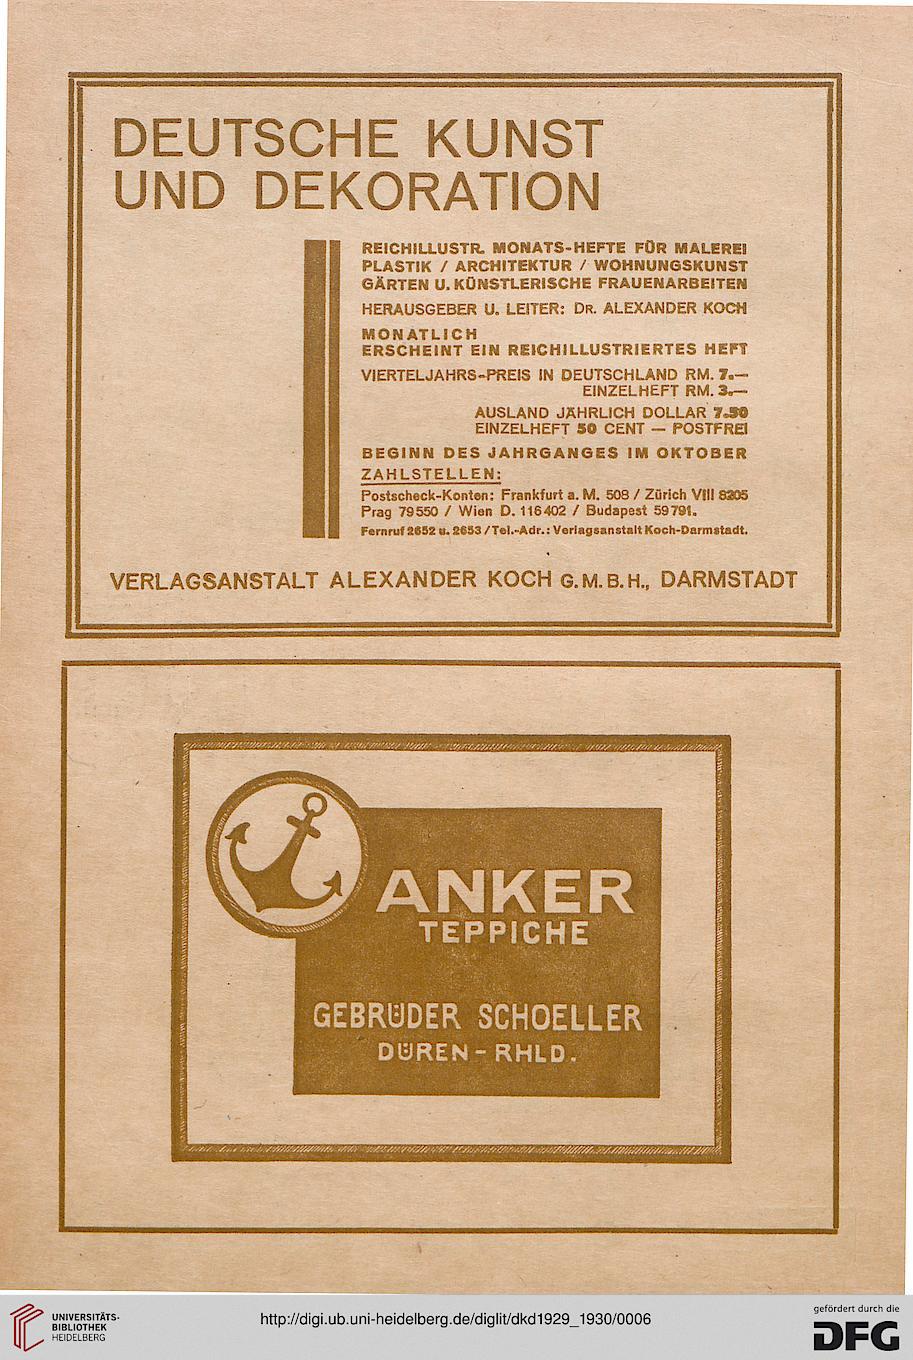 DEUTSCHE KUNST
UND DEKORATION
REICHILLUSTR. MONATS-HEFTE FÜR MALEREI
PLASTIK / ARCHITEKTUR / WOHNUNGSKUNST
GÄRTEN U. KÜNSTLERISCHE FRAUENARBEITEN
HERAUSGEBER U. LEITER: DR. ALEXANDER KOCH
MONATLICH
ERSCHEINT EIN REICHILLUSTRIERTES HEFT
VIERTELJAHRS-PREIS IN DEUTSCHLAND RM. 7.—
EINZELHEFT RM. 3.—
AUSLAND JÄHRLICH DOLLAR 7.50
EINZELHEFT 50 CENT — POSTFREI
BEGINN DES JAHRGANGES IM OKTOBER
ZAHLSTELLEN:
Postscheck-Konten: Frankfurt a. M. 508 / Zürich VIII 8205
Prag 79550 / Wien D. 116402 / Budapest 59791.
Fernruf 2652 u. 2653 / Tel.-Adr.: Verlagsanstalt Koch-Darmstadt.
VERLAGSANSTALT ALEXANDER KOCH G.M.B.H., DARMSTADT
ANKER
TEPPICHE
GEBRÜDER SCHOELLER
DÜREN - RHLD.
UNIVERSITÄTS-
BIBLIOTHEK
HEIDELBERG
http://digi.ub.uni-heidelberg.de/diglit/dkd1929_1930/0006
gefördert durch die
DFG